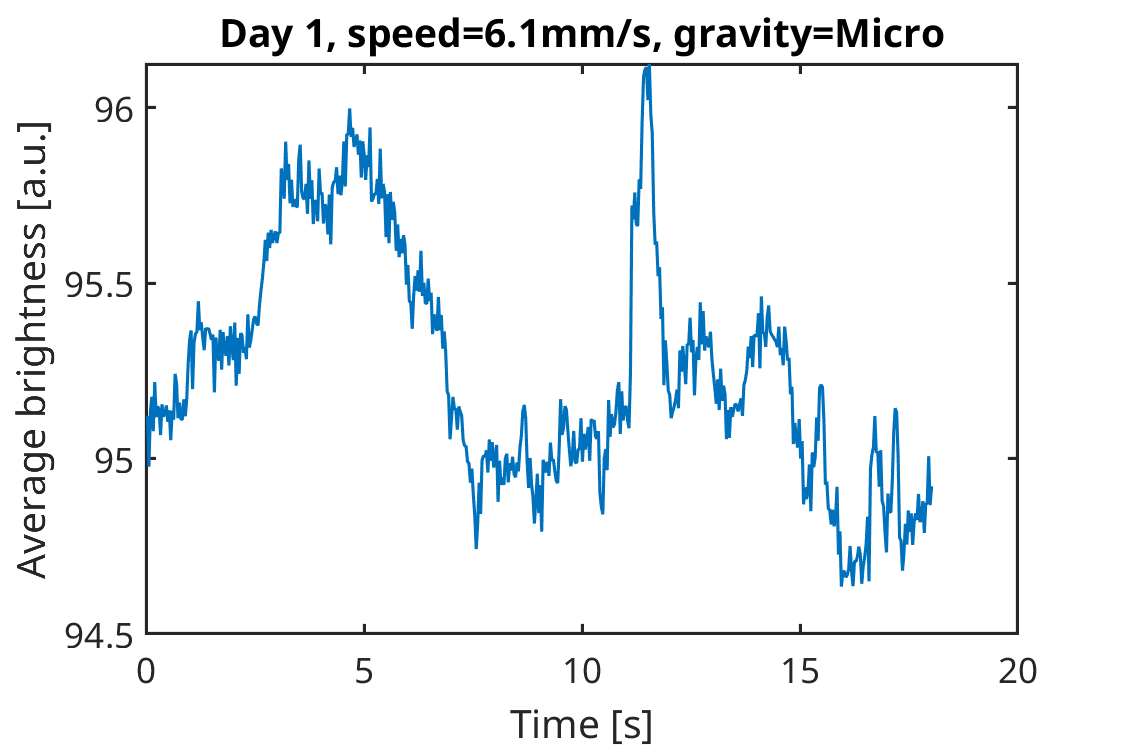 Day 1, speed=6.1mm/s, gravity=Micro
Average brightness [a.u.]
96
95.5
95
94.5
0 5 10 15 20
Time [s]